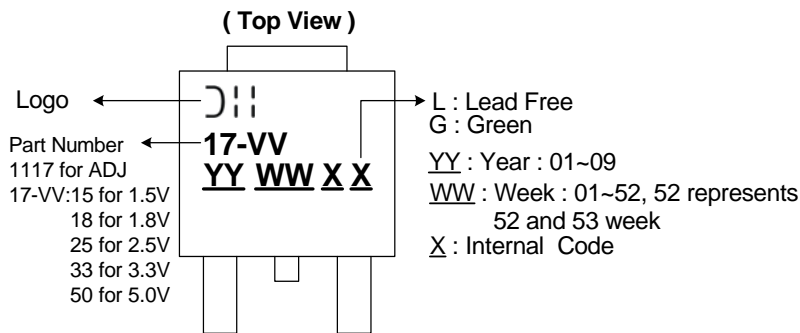 ( Top View )
Logo
Part Number
1117 for ADJ
17-VV:15 for 1.5V
18 for 1.8V
25 for 2.5V
33 for 3.3V
50 for 5.0V
17-VV
YY WW X X
L : Lead Free
G : Green
YY : Year : 01~09
WW : Week : 01~52, 52 represents
52 and 53 week
X : Internal Code